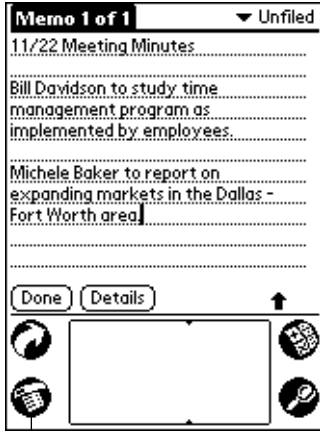 Memo 1 of 1
Unfiled
11/22 Meeting Minutes
Bill Davidson to study time
management program as
implemented by employees.
Michele Baker to report on
expanding markets in the Dallas -
Fort Worth area.
Done Details